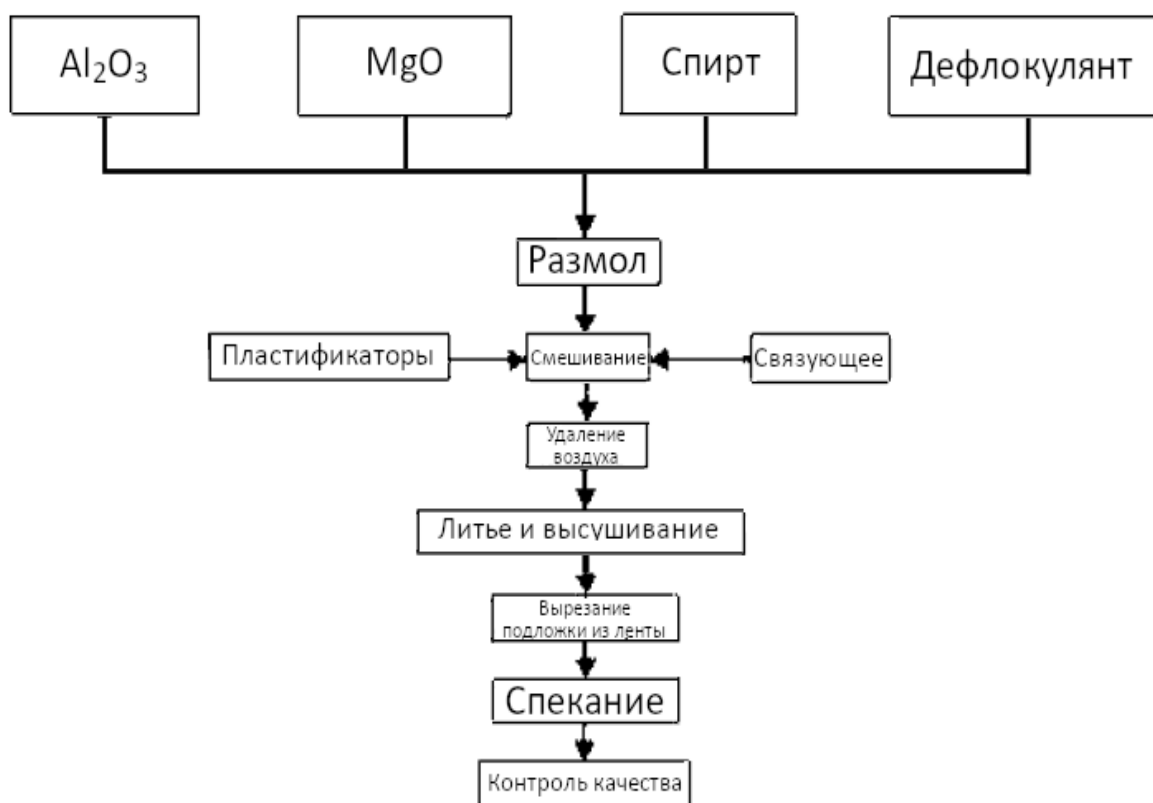 Al₂O₃
MgO
Спирт
Дефлокулянт
Размол
Пластификаторы
Смешивание
Связующее
Удаление
воздуха
Литье и высушивание
Вырезание
подложки из ленты
Спекание
Контроль качества